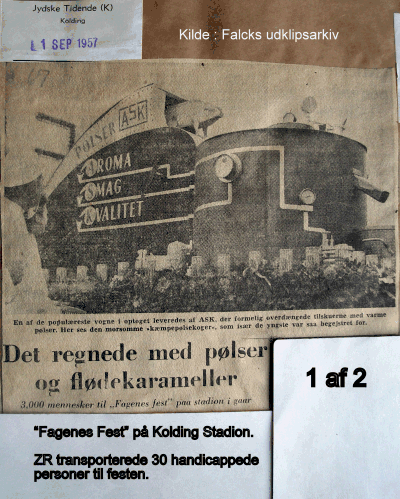 Jydske Tidende (K)
Kolding
1 SEP 1957
Kilde : Falcks udklipsarkiv
PØLSER ASK
AROMA
SMAG
KVALITET
En af de populæreste vogne i optoget leveredes af ASK, der formelig overdængede tilskuerne med varme
pølser. Her ses den morsomme »kæmpepølsekoger«, som især de yngste var saa begejstret for.
Det regnede med pølser
og flødekarameller
3.000 mennesker til „Fagenes fest" paa stadion i gaar
1 af 2
“Fagenes Fest” på Kolding Stadion.
ZR transporterede 30 handicappede
personer til festen.